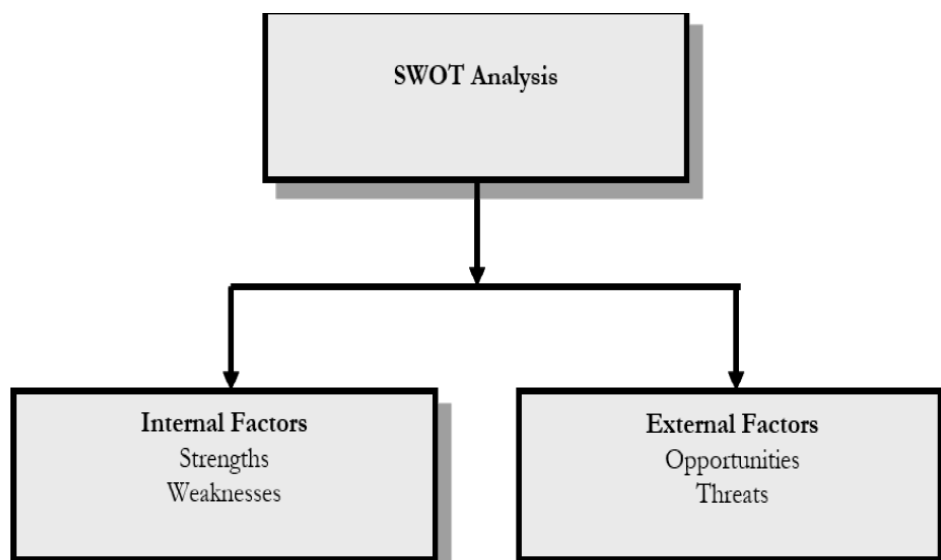 SWOT Analysis
Internal Factors
Strengths
Weaknesses
External Factors
Opportunities
Threats